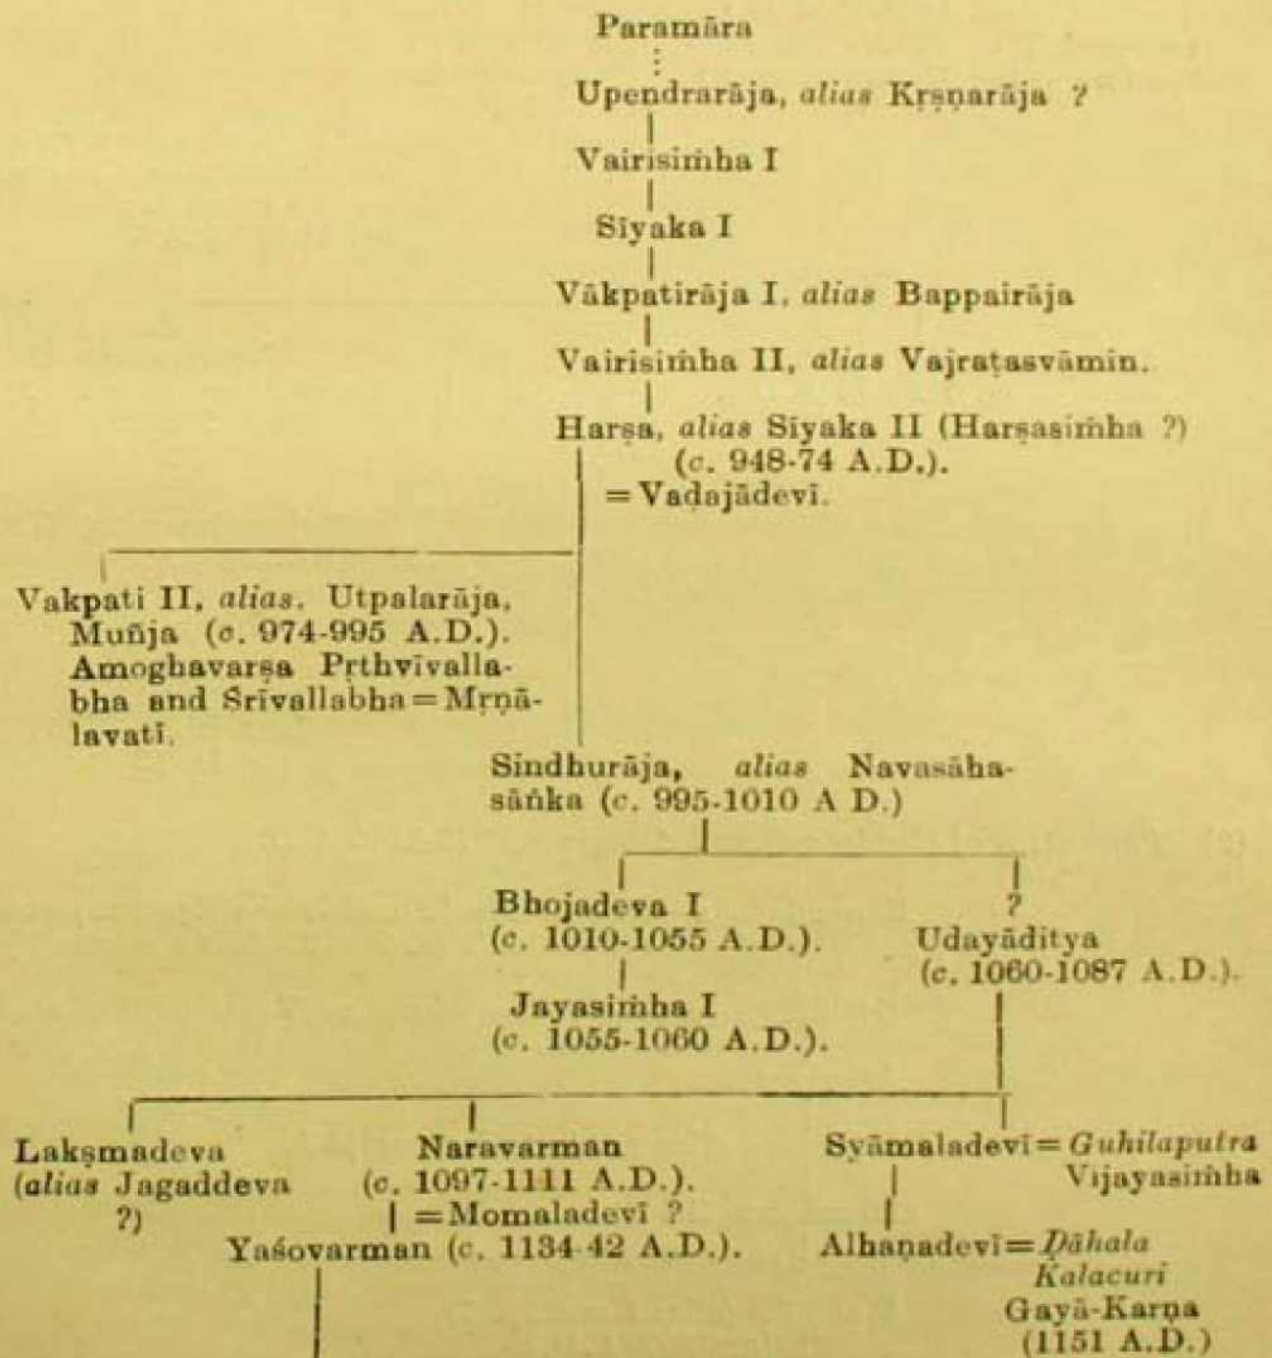 Paramāra
Upendrarāja, alias Kṛṣṇarāja ?
Vairisiṁha I
Sīyaka I
Vākpatirāja I, alias Bappairāja
Vairisiṁha II, alias Vajraṭasvāmin.
Harṣa, alias Siyaka II (Harṣasiṁha ?)
(c. 948-74 A.D.).
= Vaḍajādevī.
Vakpati II, alias. Utpalarāja,
Muñja (c. 974-995 A.D.).
Amoghavarṣa Pṛthvīvalla-
bha and Śrīvallabha = Mṛṇā-
lavatī.
Sindhurāja, alias Navasāha-
sāṅka (c. 995-1010 A D.)
Bhojadeva I
(c. 1010-1055 A.D.).
?
Udayāditya
(c. 1060-1087 A.D.).
Jayasiṁha I
(c. 1055-1060 A.D.).
Lakṣmadeva
(alias Jagaddeva
?)
Naravarman
(c. 1097-1111 A.D.).
= Momaladevī ?
Yaśovarman (c. 1134-42 A.D.).
Syāmaladevī = Guhilaputra
Vijayasiṁha
Alhaṇadevī = Ḍāhala
Kalacuri
Gayā-Karṇa
(1151 A.D.)